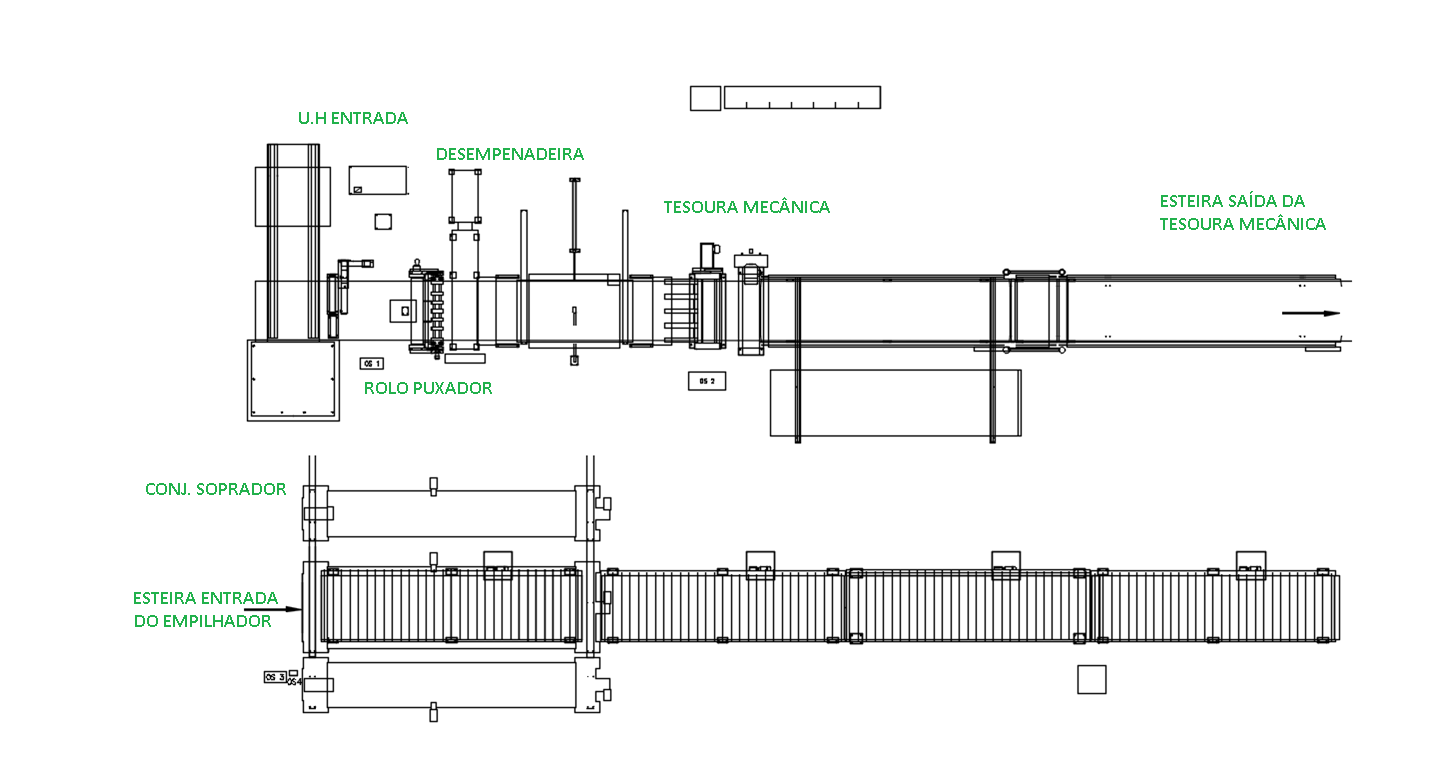 U.H ENTRADA
DESEMPENADEIRA
TESOURA MECÂNICA
ESTEIRA SAÍDA DA
TESOURA MECÂNICA
OS 1
ROLO PUXADOR
OS 2
CONJ. SOPRADOR
ESTEIRA ENTRADA
DO EMPILHADOR
OS 3
OS4